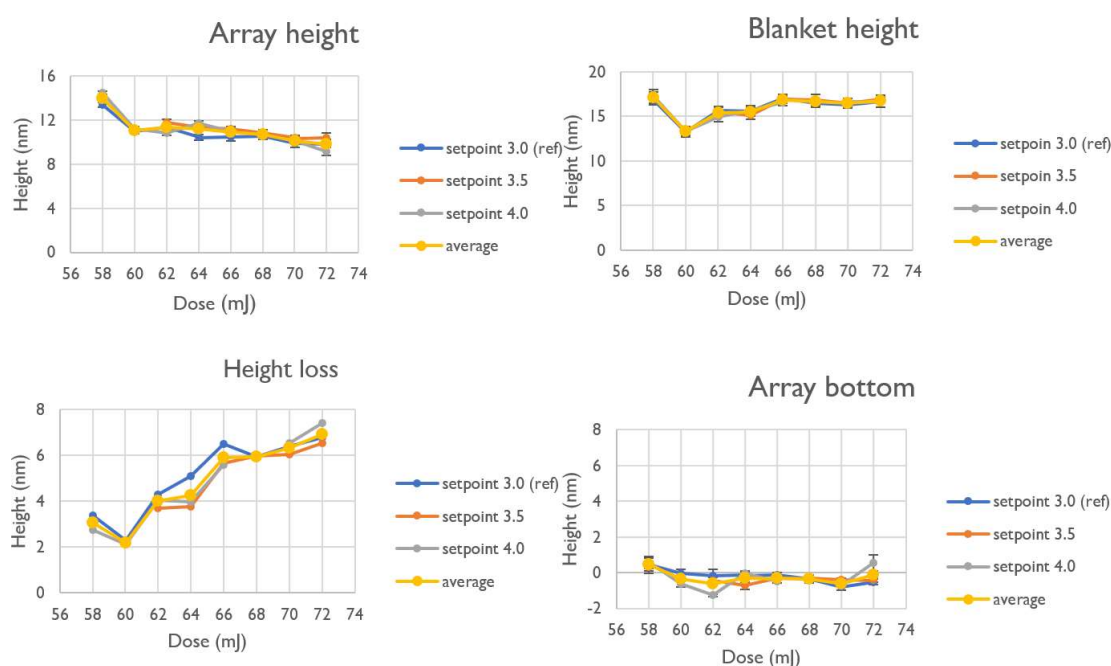 Array height
16
12
8
4
0
Height (nm)
56 58 60 62 64 66 68 70 72 74
Dose (mJ)
setpoint 3.0 (ref)
setpoint 3.5
setpoint 4.0
average
Blanket height
20
15
10
5
0
Height (nm)
56 58 60 62 64 66 68 70 72 74
Dose (mJ)
setpoin 3.0 (ref)
setpoint 3.5
setpoin 4.0
average
Height loss
8
6
4
2
0
Height (nm)
56 58 60 62 64 66 68 70 72 74
Dose (mJ)
setpoint 3.0 (ref)
setpoint 3.5
setpoint 4.0
average
Array bottom
8
6
4
2
0
-2
Height (nm)
56 58 60 62 64 66 68 70 72 74
Dose (mJ)
setpoint 3.0 (ref)
setpoint 3.5
setpoint 4.0
average